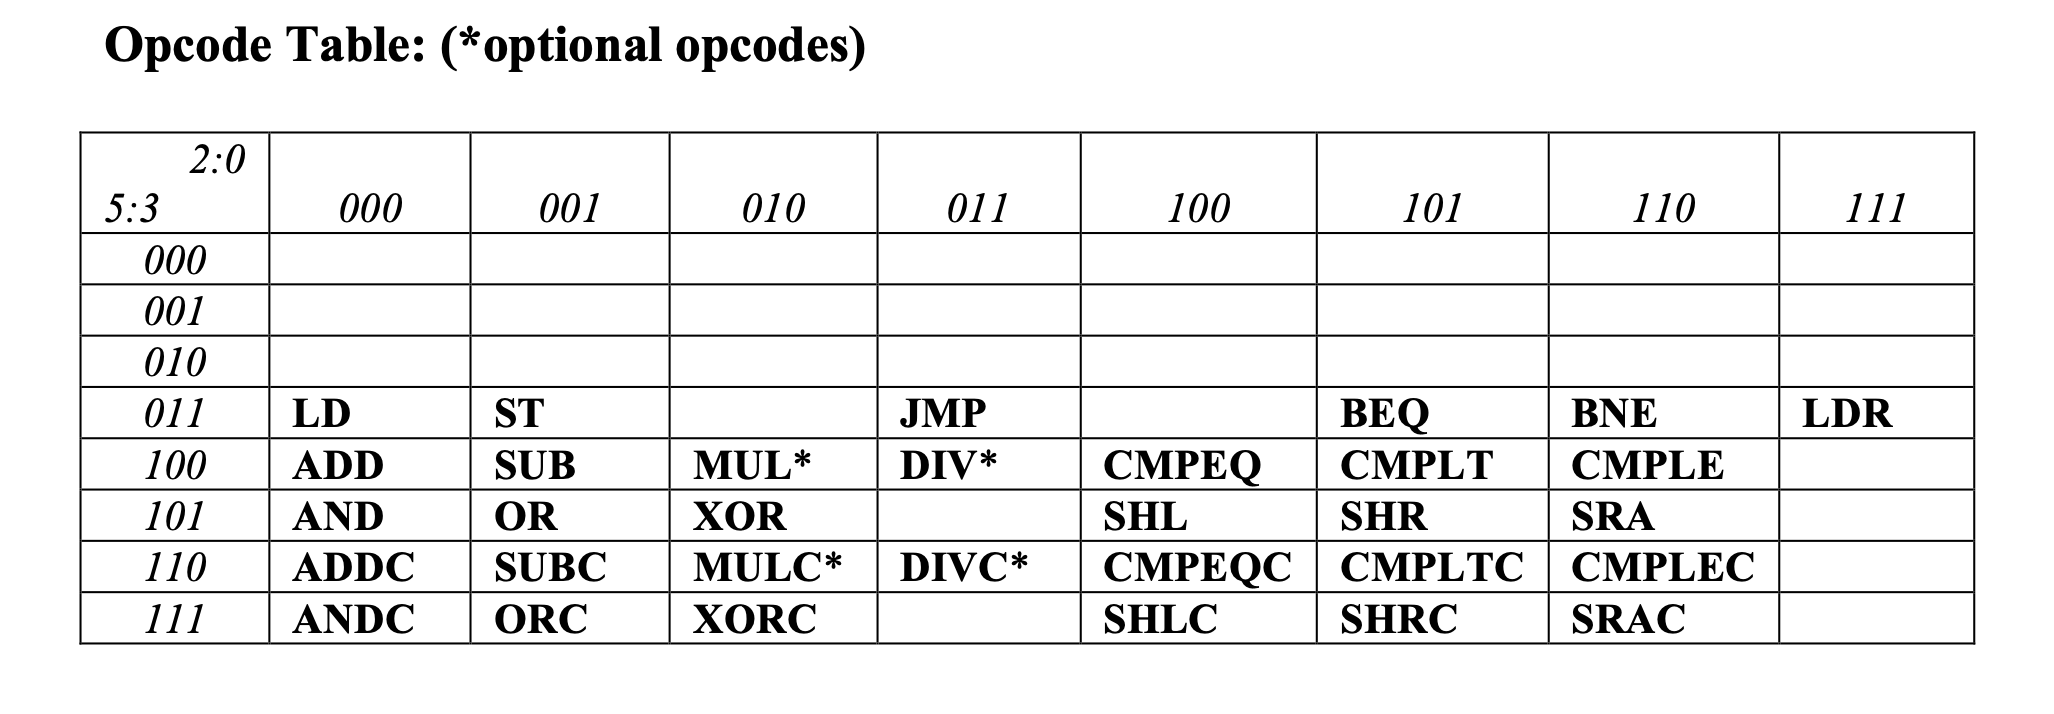 Opcode Table: (*optional opcodes)
2:0
5:3 000 001 010 011 100 101 110 111
000
001
010
011 LD ST JMP BEQ BNE LDR
100 ADD SUB MUL* DIV* CMPEQ CMPLT CMPLE
101 AND OR XOR SHL SHR SRA
110 ADDC SUBC MULC* DIVC* CMPEQC CMPLTC CMPLEC
111 ANDC ORC XORC SHLC SHRC SRAC